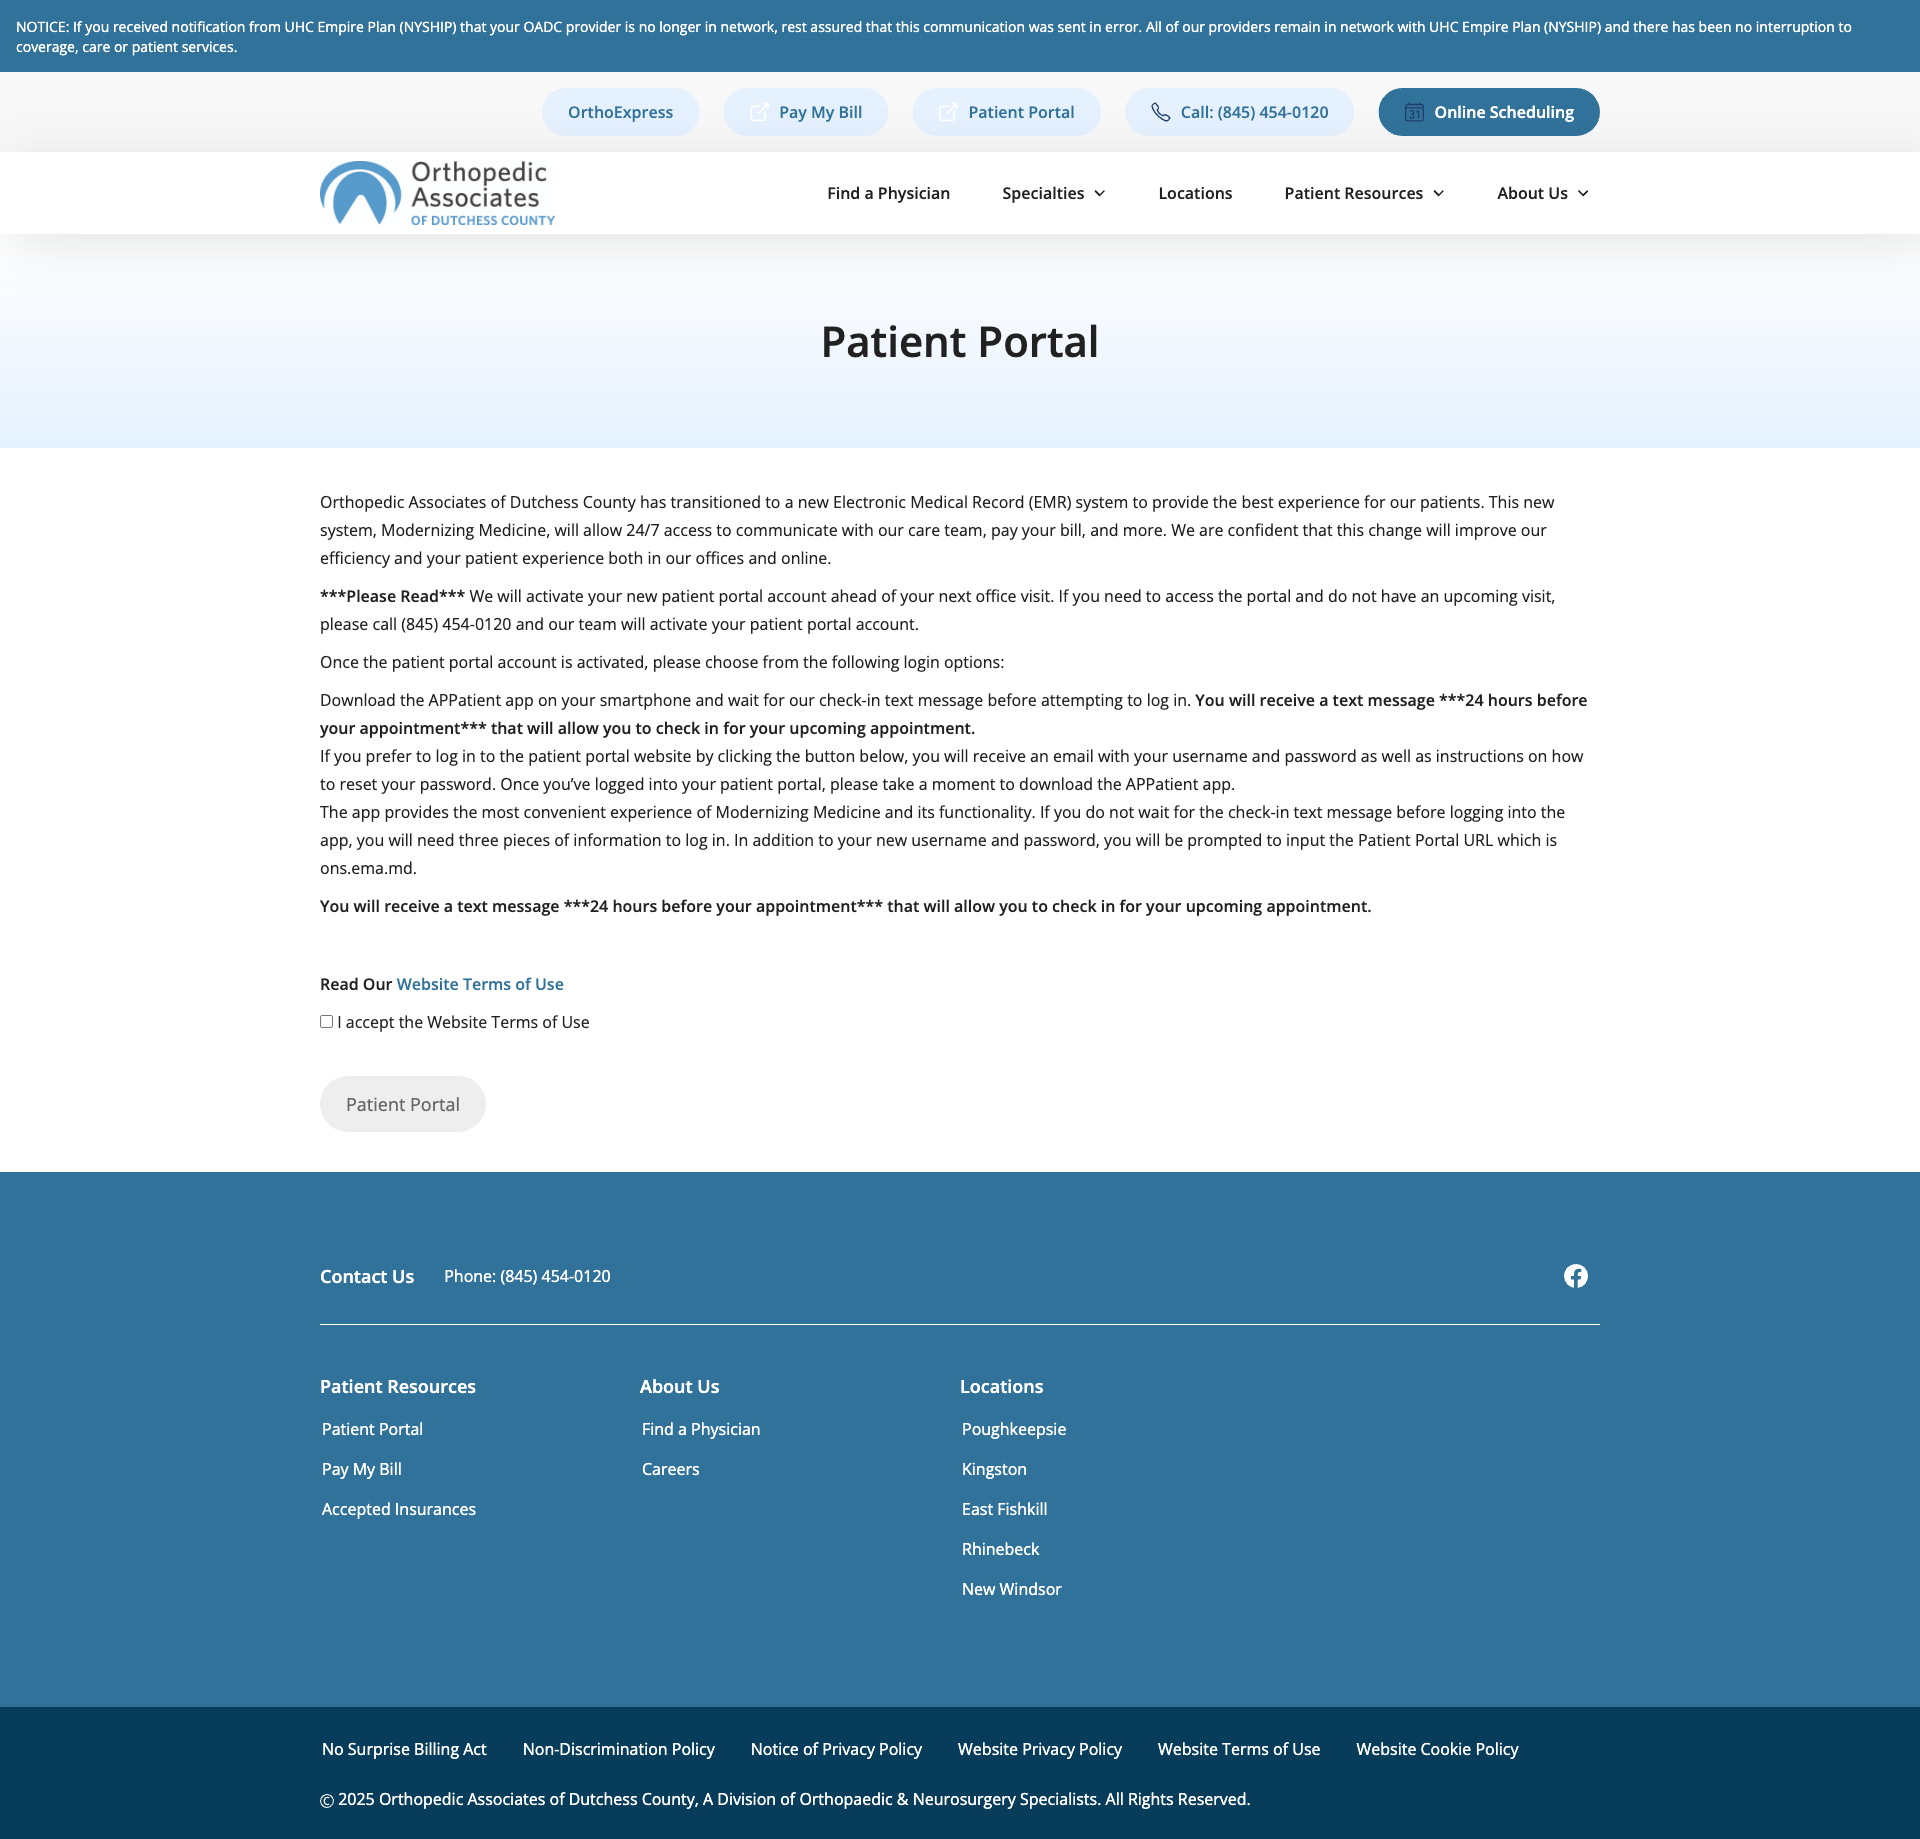 NOTICE: If you received notification from UHC Empire Plan (NYSHIP) that your OADC provider is no longer in network, rest assured that this communication was sent in error. All of our providers remain in network with UHC Empire Plan (NYSHIP) and there has been no interruption to
coverage, care or patient services.
OrthoExpress
Pay My Bill
Patient Portal
Call: (845) 454-0120
31
Online Scheduling
Orthopedic
Associates
OF DUTCHESS COUNTY
Find a Physician
Specialties
Locations
Patient Resources
About Us
Patient Portal
Orthopedic Associates of Dutchess County has transitioned to a new Electronic Medical Record (EMR) system to provide the best experience for our patients. This new
system, Modernizing Medicine, will allow 24/7 access to communicate with our care team, pay your bill, and more. We are confident that this change will improve our
efficiency and your patient experience both in our offices and online.
***Please Read*** We will activate your new patient portal account ahead of your next office visit. If you need to access the portal and do not have an upcoming visit,
please call (845) 454-0120 and our team will activate your patient portal account.
Once the patient portal account is activated, please choose from the following login options:
Download the APPatient app on your smartphone and wait for our check-in text message before attempting to log in. You will receive a text message ***24 hours before
your appointment*** that will allow you to check in for your upcoming appointment.
If you prefer to log in to the patient portal website by clicking the button below, you will receive an email with your username and password as well as instructions on how
to reset your password. Once you’ve logged into your patient portal, please take a moment to download the APPatient app.
The app provides the most convenient experience of Modernizing Medicine and its functionality. If you do not wait for the check-in text message before logging into the
app, you will need three pieces of information to log in. In addition to your new username and password, you will be prompted to input the Patient Portal URL which is
ons.ema.md.
You will receive a text message ***24 hours before your appointment*** that will allow you to check in for your upcoming appointment.
Read Our Website Terms of Use
I accept the Website Terms of Use
Patient Portal
Contact Us
Phone: (845) 454-0120
Patient Resources
Patient Portal
Pay My Bill
Accepted Insurances
About Us
Find a Physician
Careers
Locations
Poughkeepsie
Kingston
East Fishkill
Rhinebeck
New Windsor
No Surprise Billing Act
Non-Discrimination Policy
Notice of Privacy Policy
Website Privacy Policy
Website Terms of Use
Website Cookie Policy
© 2025 Orthopedic Associates of Dutchess County, A Division of Orthopaedic & Neurosurgery Specialists. All Rights Reserved.